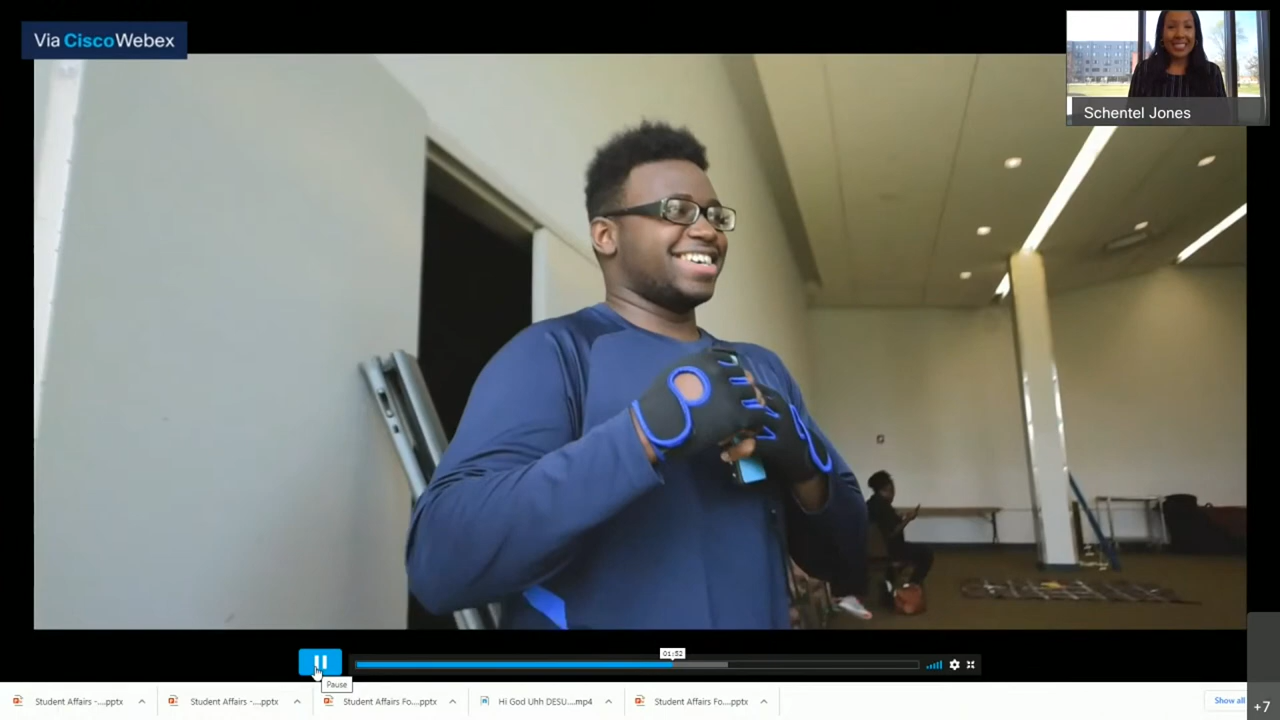 Via Cisco Webex
Schentel Jones
01:52
Pause
Student Affairs -....pptx
Student Affairs -....pptx
Student Affairs Fo....pptx
Hi God Uhh DESU....mp4
Student Affairs Fo....pptx
Show all
+7